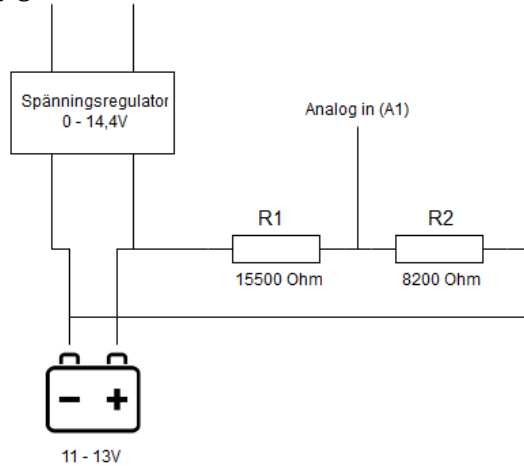 Spänningsregulator
0 - 14,4V
Analog in (A1)
R1
R2
15500 Ohm
8200 Ohm
11 - 13V